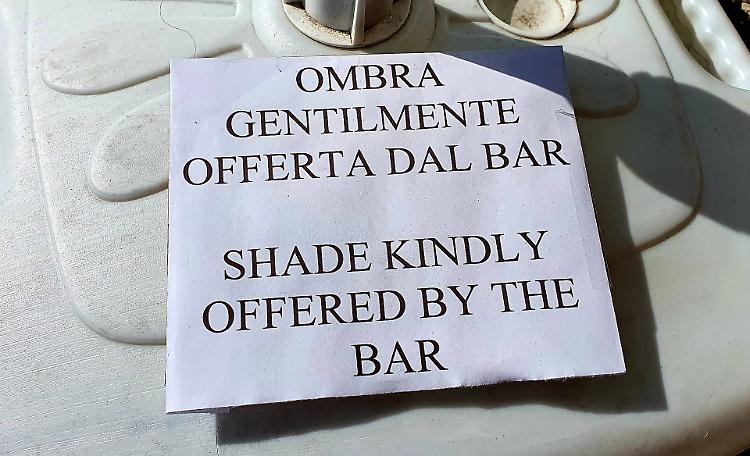 OMBRA
GENTILMENTE
OFFERTA DAL BAR
SHADE KINDLY
OFFERED BY THE
BAR